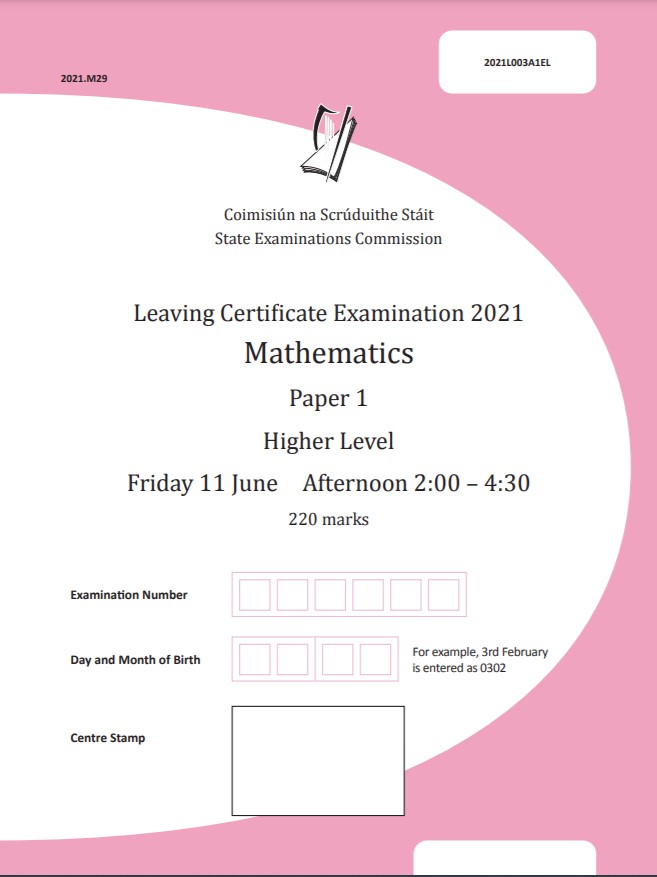 2021.M29
2021L003A1EL
Coimisiún na Scrúduithe Stáit
State Examinations Commission
Leaving Certificate Examination 2021
Mathematics
Paper 1
Higher Level
Friday 11 June Afternoon 2:00 – 4:30
220 marks
Examination Number
Day and Month of Birth
For example, 3rd February
is entered as 0302
Centre Stamp